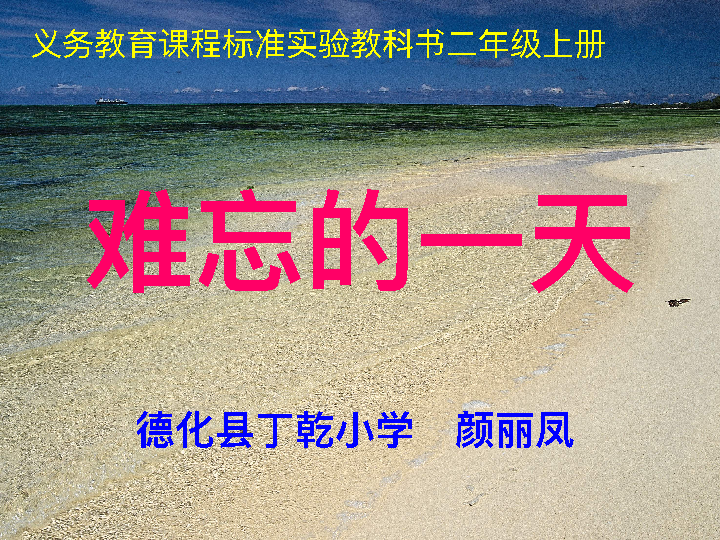 义务教育课程标准实验教科书二年级上册
难忘的一天
德化县丁乾小学　颜丽凤